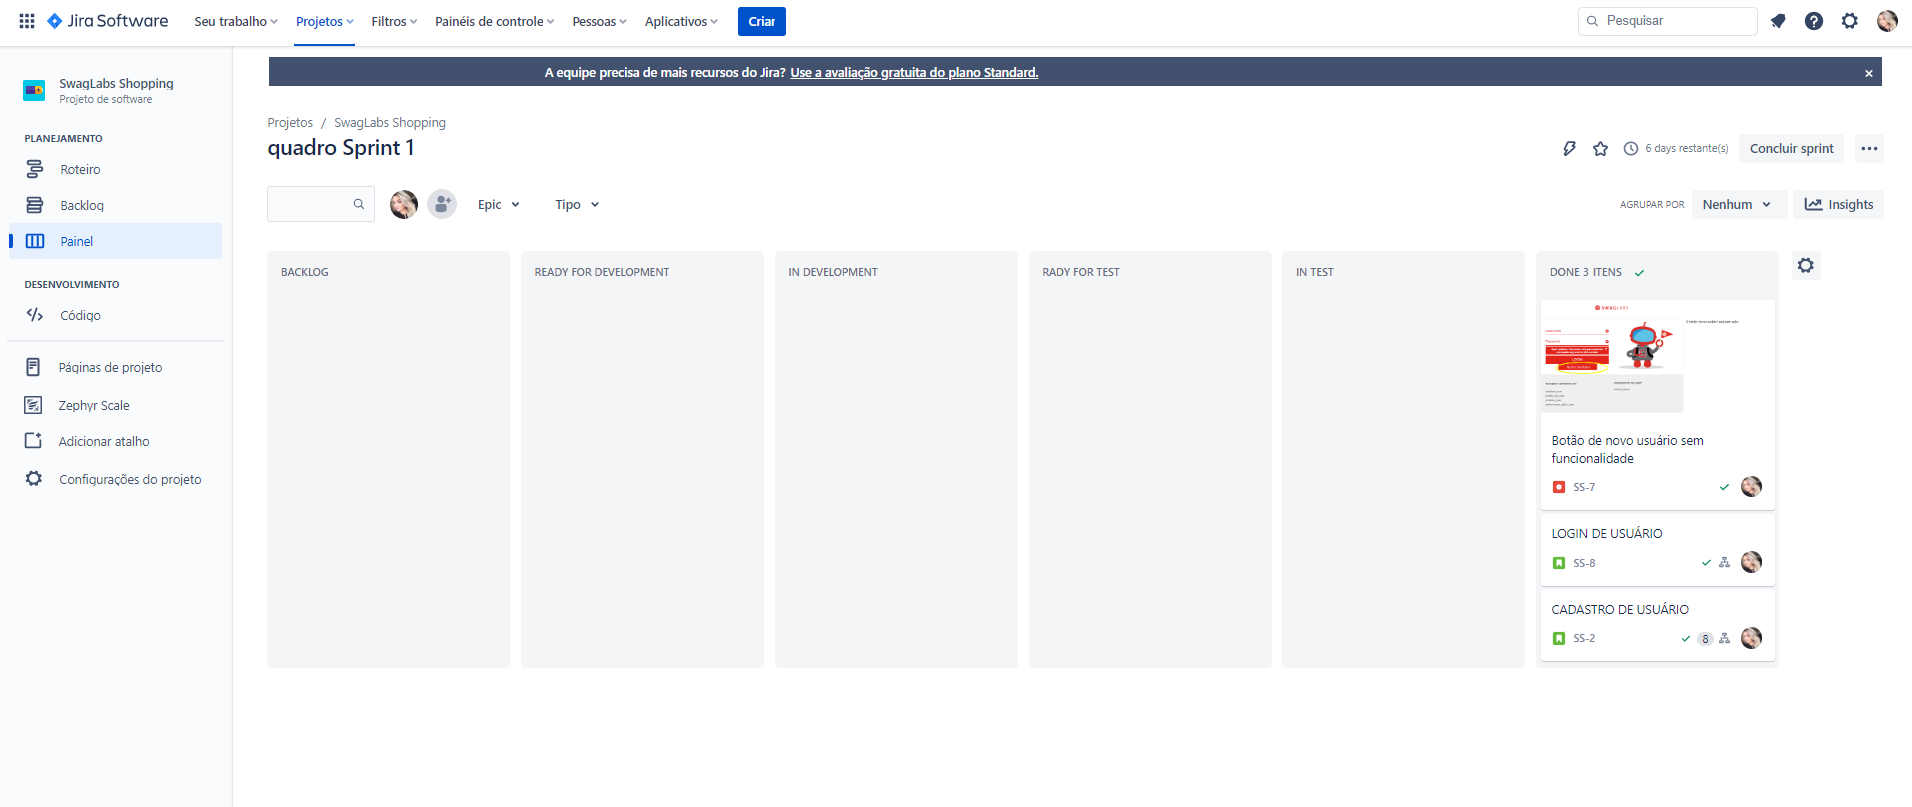 Jira Software Seu trabalho Projetos Filtros Painéis de controle Pessoas Aplicativos Criar Pesquisar
SwagLabs Shopping
Projeto de software
PLANEJAMENTO
Roteiro
Backlog
Painel
DESENVOLVIMENTO
Código
Páginas de projeto
Zephyr Scale
Adicionar atalho
Configurações do projeto
A equipe precisa de mais recursos do Jira? Use a avaliação gratuita do plano Standard.
Projetos / SwagLabs Shopping
quadro Sprint 1
6 days restante(s) Concluir sprint
Epic Tipo
AGRUPAR POR Nenhum Insights
BACKLOG READY FOR DEVELOPMENT IN DEVELOPMENT RADY FOR TEST IN TEST DONE 3 ITENS
SWAGLABS
LOGIN
Botão de novo usuário sem
funcionalidade
SS-7
LOGIN DE USUÁRIO
SS-8
CADASTRO DE USUÁRIO
SS-2 8